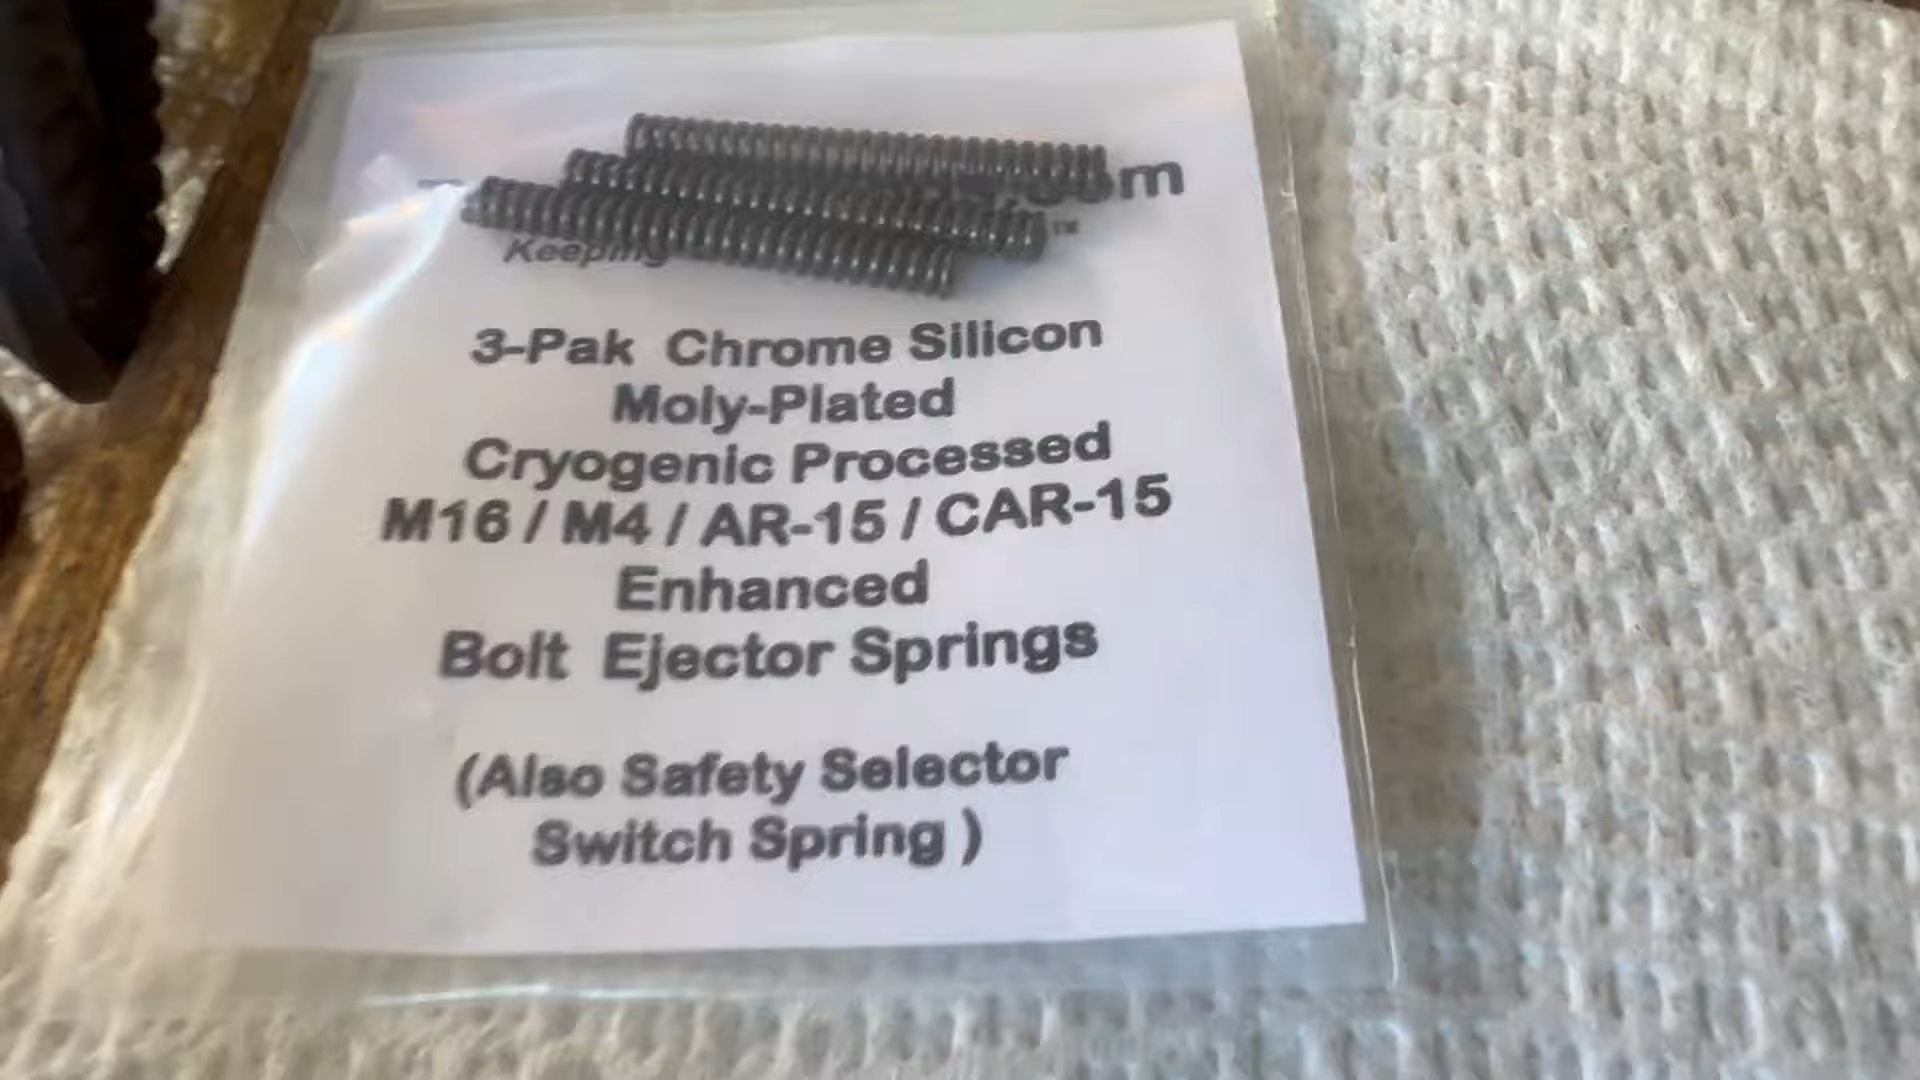 Keeping
3-Pak Chrome Silicon
Moly-Plated
Cryogenic Processed
M16 / M4 / AR-15 / CAR-15
Enhanced
Bolt Ejector Springs
(Also Safety Selector
Switch Spring )